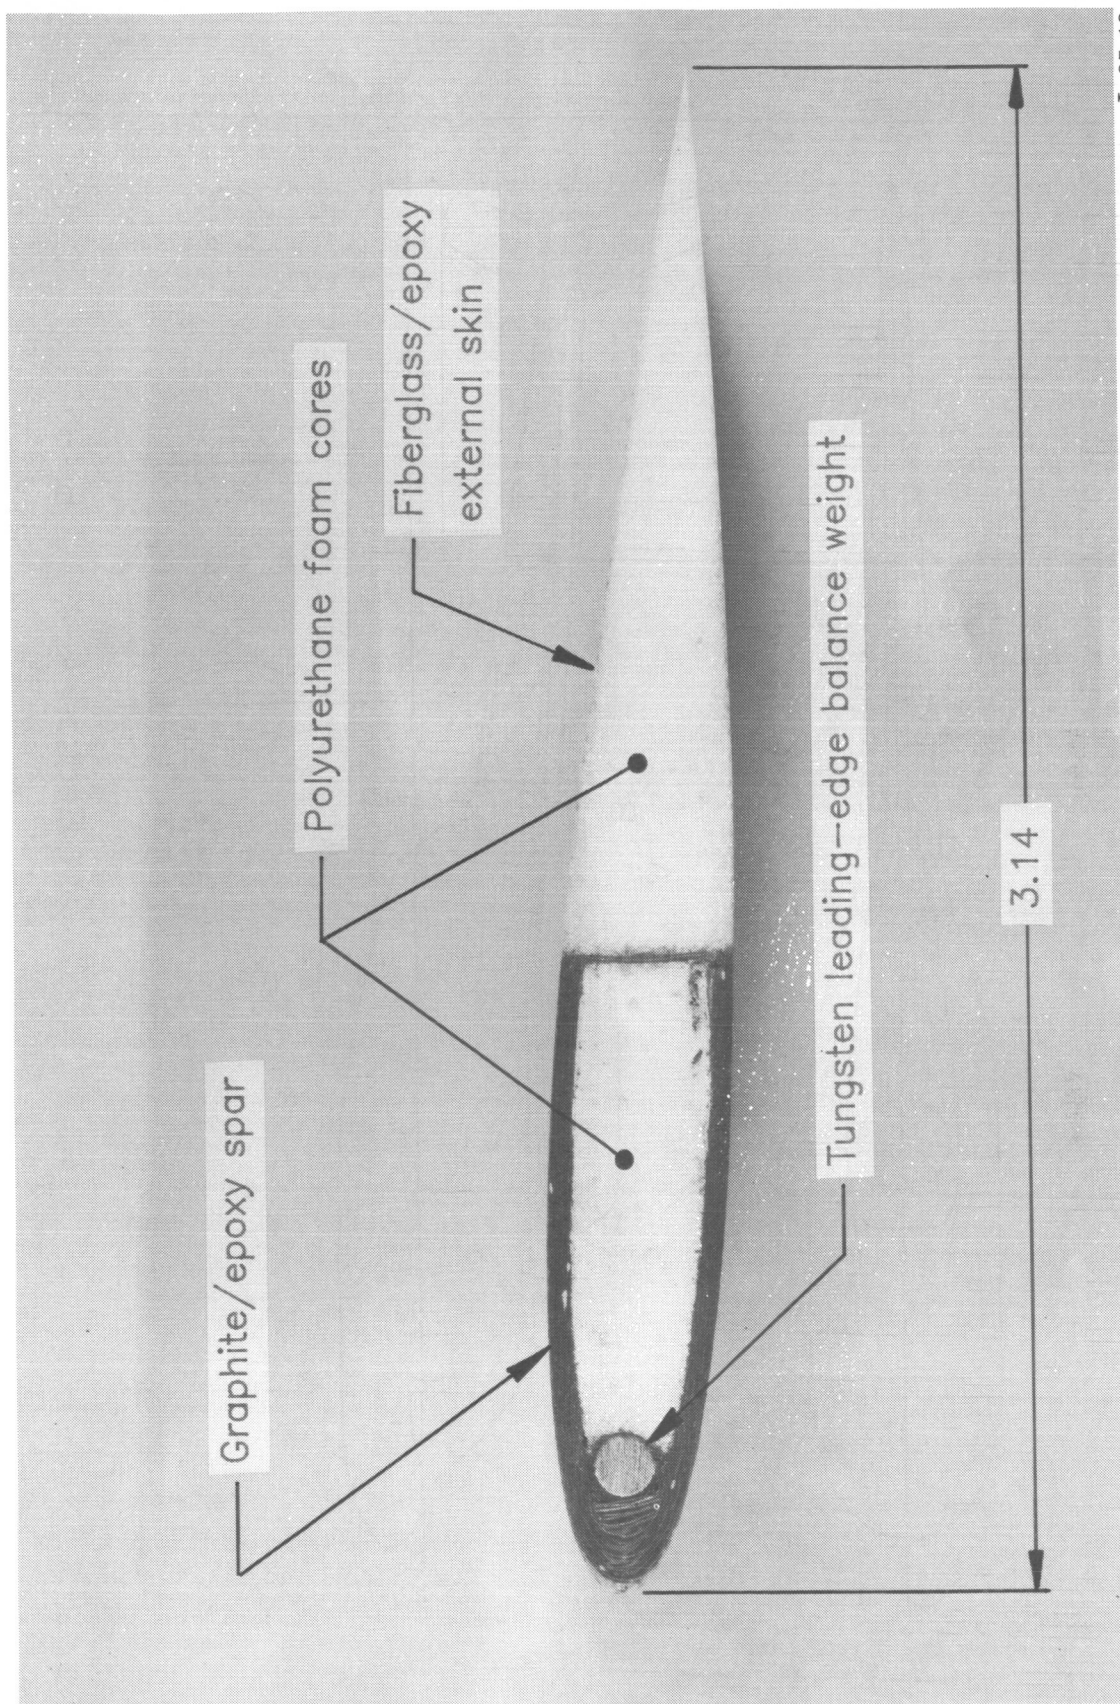 Graphite/epoxy spar
Polyurethane foam cores
Fiberglass/epoxy
external skin
Tungsten leading-edge balance weight
3.14